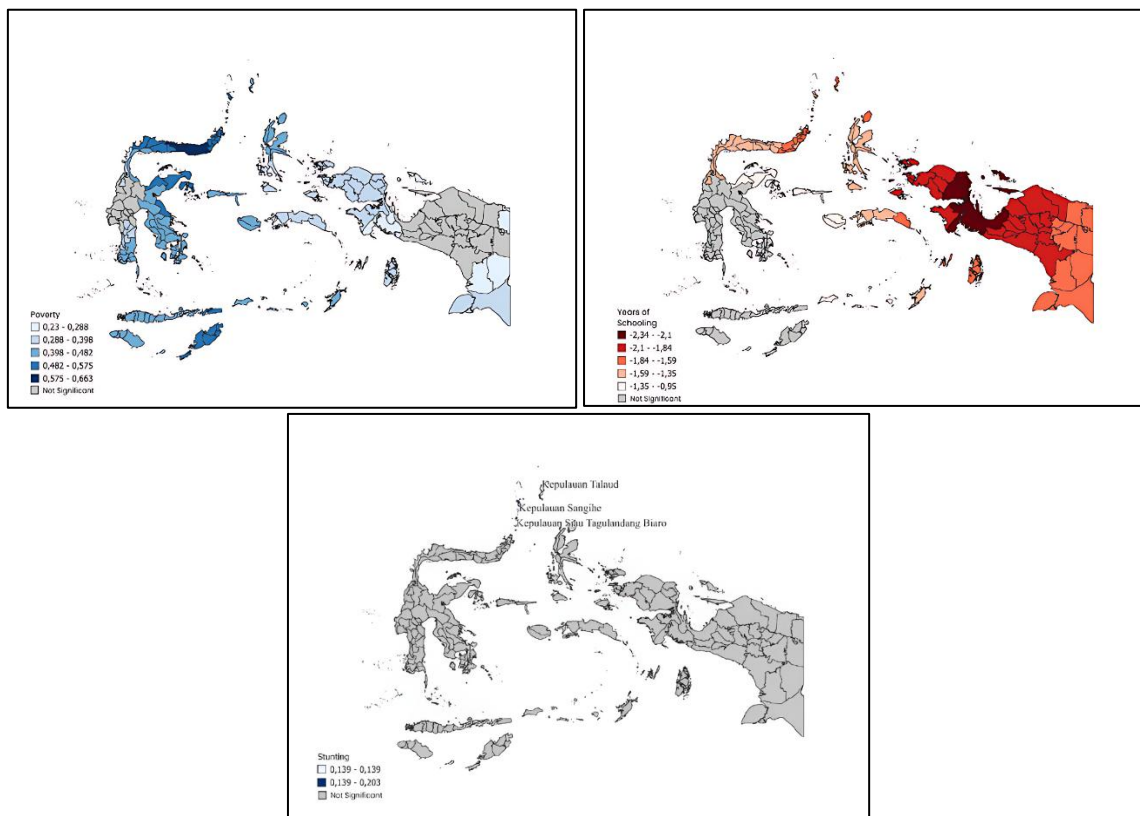 Poverty
0,23 - 0,288
0,288 - 0,398
0,398 - 0,482
0,482 - 0,575
0,575 - 0,663
Not Significant
Years of
Schooling
-2,34 - -2,1
-2,1 - -1,84
-1,84 - -1,59
-1,59 - -1,35
-1,35 - -0,95
Not Significant
Kepulauan Talaud
Kepulauan Sangihe
Kepulauan Siau Tagulandang Biaro
Stunting
0,139 - 0,139
0,139 - 0,203
Not Significant